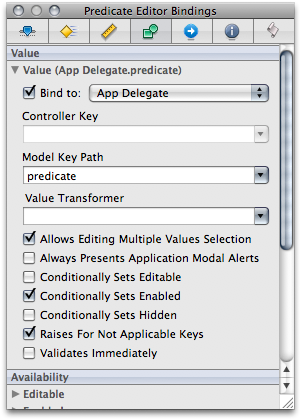 Predicate Editor Bindings
Value
Value (App Delegate.predicate)
Bind to: App Delegate
Controller Key
Model Key Path
predicate
Value Transformer
Allows Editing Multiple Values Selection
Always Presents Application Modal Alerts
Conditionally Sets Editable
Conditionally Sets Enabled
Conditionally Sets Hidden
Raises For Not Applicable Keys
Validates Immediately
Availability
Editable